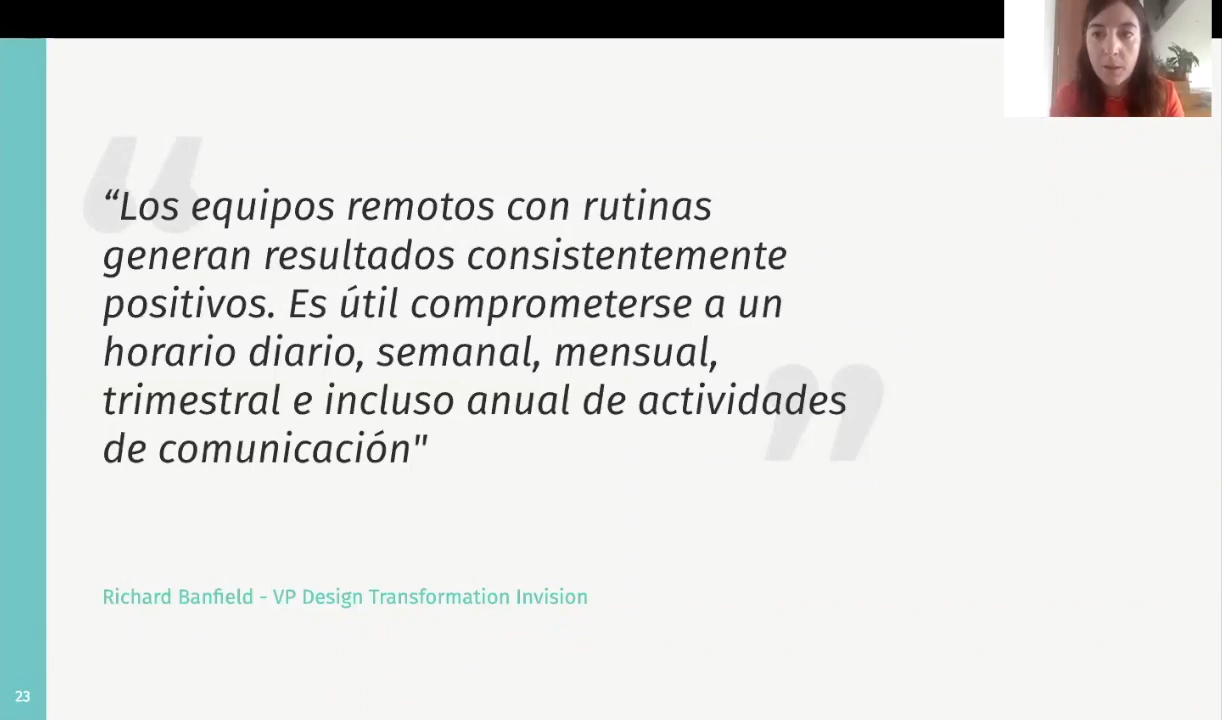 “Los equipos remotos con rutinas
generan resultados consistentemente
positivos. Es útil comprometerse a un
horario diario, semanal, mensual,
trimestral e incluso anual de actividades
de comunicación"
Richard Banfield - VP Design Transformation Invision
23